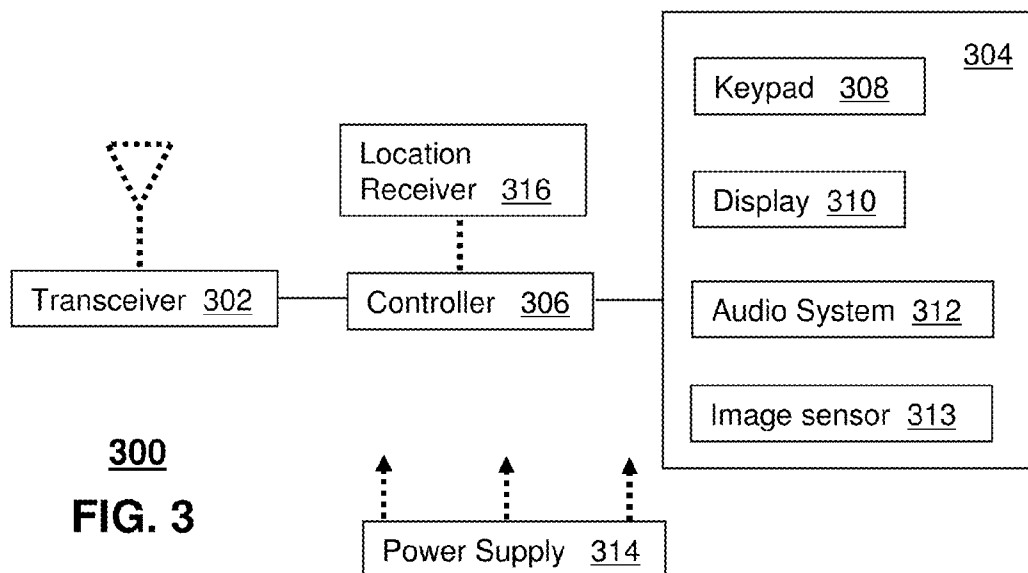 304
Keypad 308
Location
Receiver 316
Display 310
Transceiver 302
Controller 306
Audio System 312
Image sensor 313
300
FIG. 3
Power Supply 314